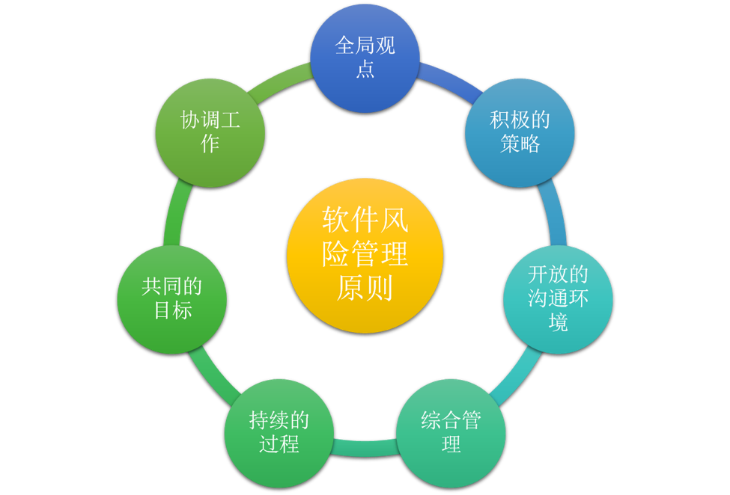 全局观
点
积极的
策略
开放的
沟通环
境
综合管
理
持续的
过程
共同的
目标
协调工
作
软件风
险管理
原则